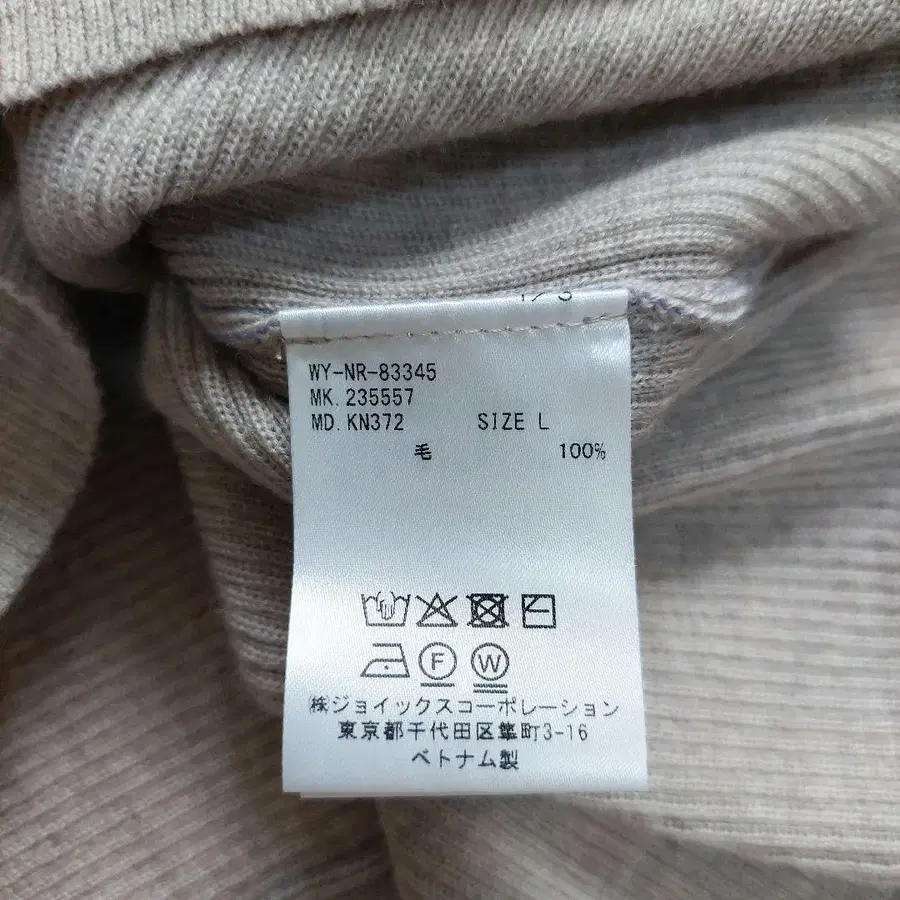 1/3
WY-NR-83345
MK. 235557
MD. KN372 SIZE L
毛 100%
F W
㈱ジョイックスコーポレーション
東京都千代田区隼町3-16
ベトナム製